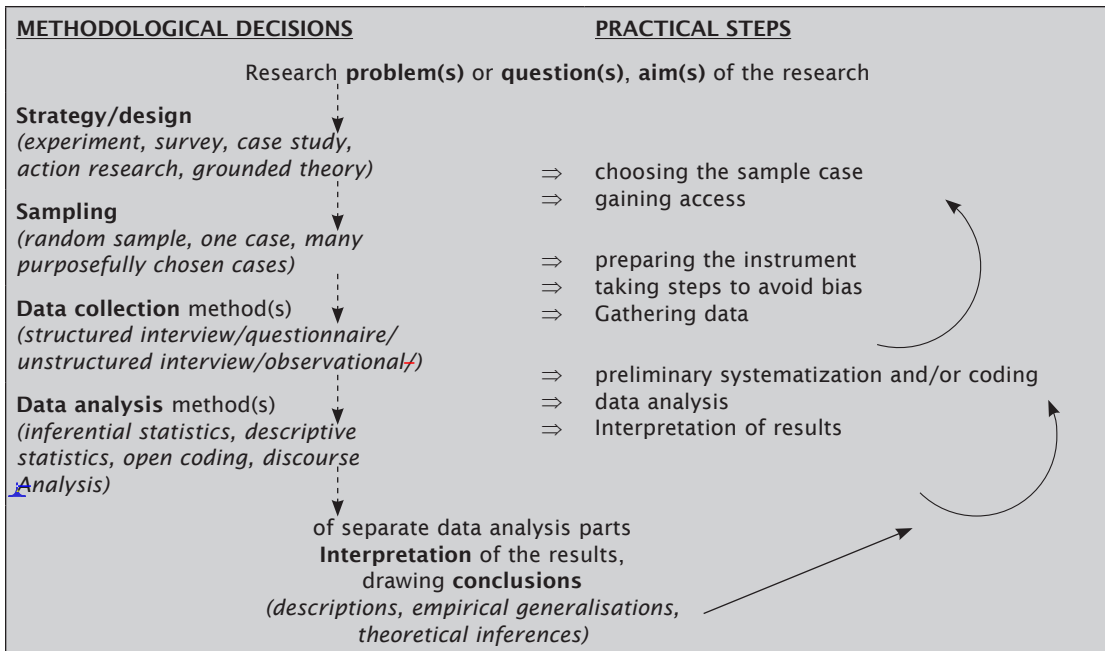 METHODOLOGICAL DECISIONS
PRACTICAL STEPS
Research problem(s) or question(s), aim(s) of the research
Strategy/design
(experiment, survey, case study,
action research, grounded theory)
⇒ choosing the sample case
⇒ gaining access
Sampling
(random sample, one case, many
purposefully chosen cases)
⇒ preparing the instrument
⇒ taking steps to avoid bias
⇒ Gathering data
Data collection method(s)
(structured interview/questionnaire/
unstructured interview/observational/)
⇒ preliminary systematization and/or coding
⇒ data analysis
⇒ Interpretation of results
Data analysis method(s)
(inferential statistics, descriptive
statistics, open coding, discourse
Analysis)
of separate data analysis parts
Interpretation of the results,
drawing conclusions
(descriptions, empirical generalisations,
theoretical inferences)